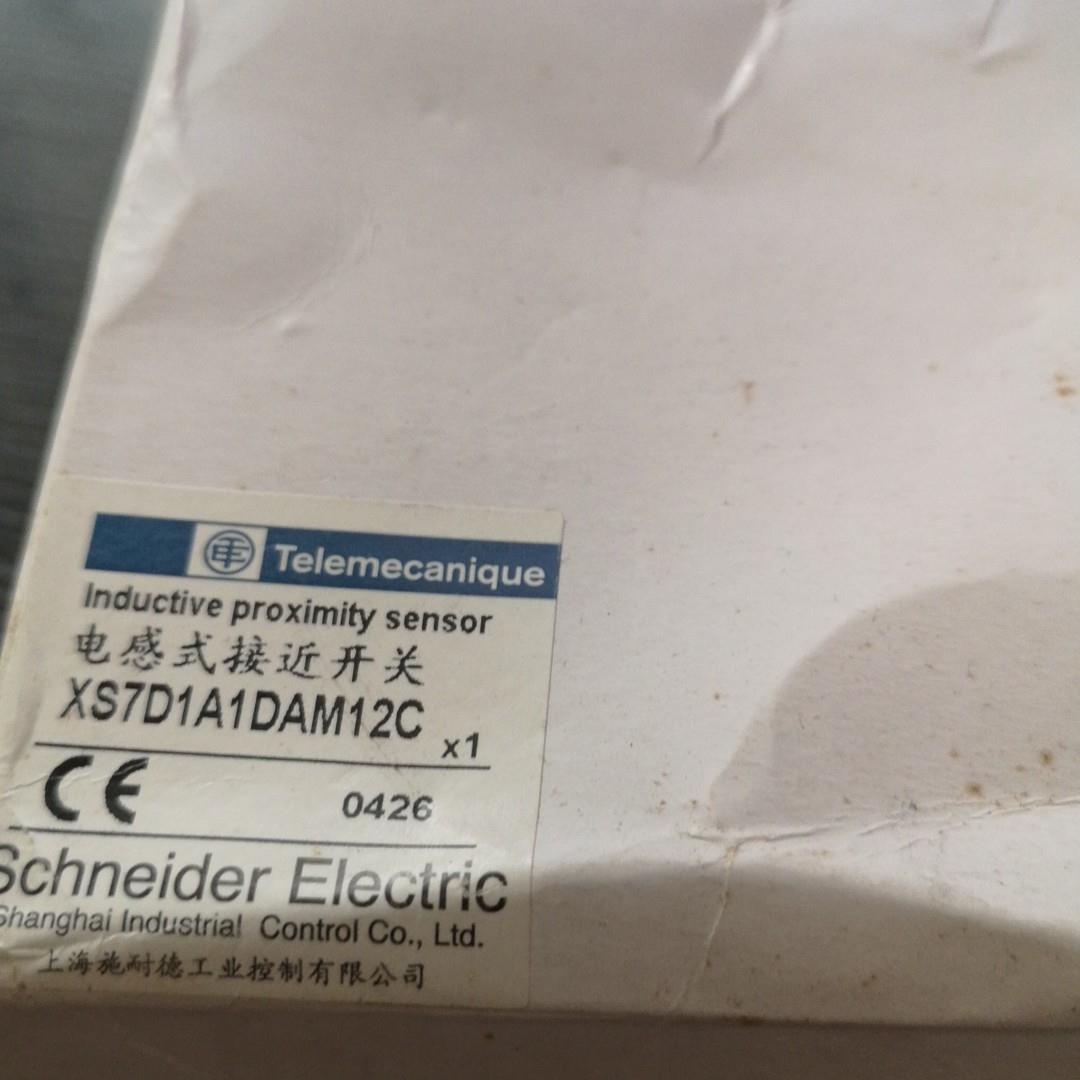 Telemecanique
Inductive proximity sensor
电感式接近开关
XS7D1A1DAM12C x1
CE 0426
Schneider Electric
Shanghai Industrial Control Co., Ltd.
上海施耐德工业控制有限公司